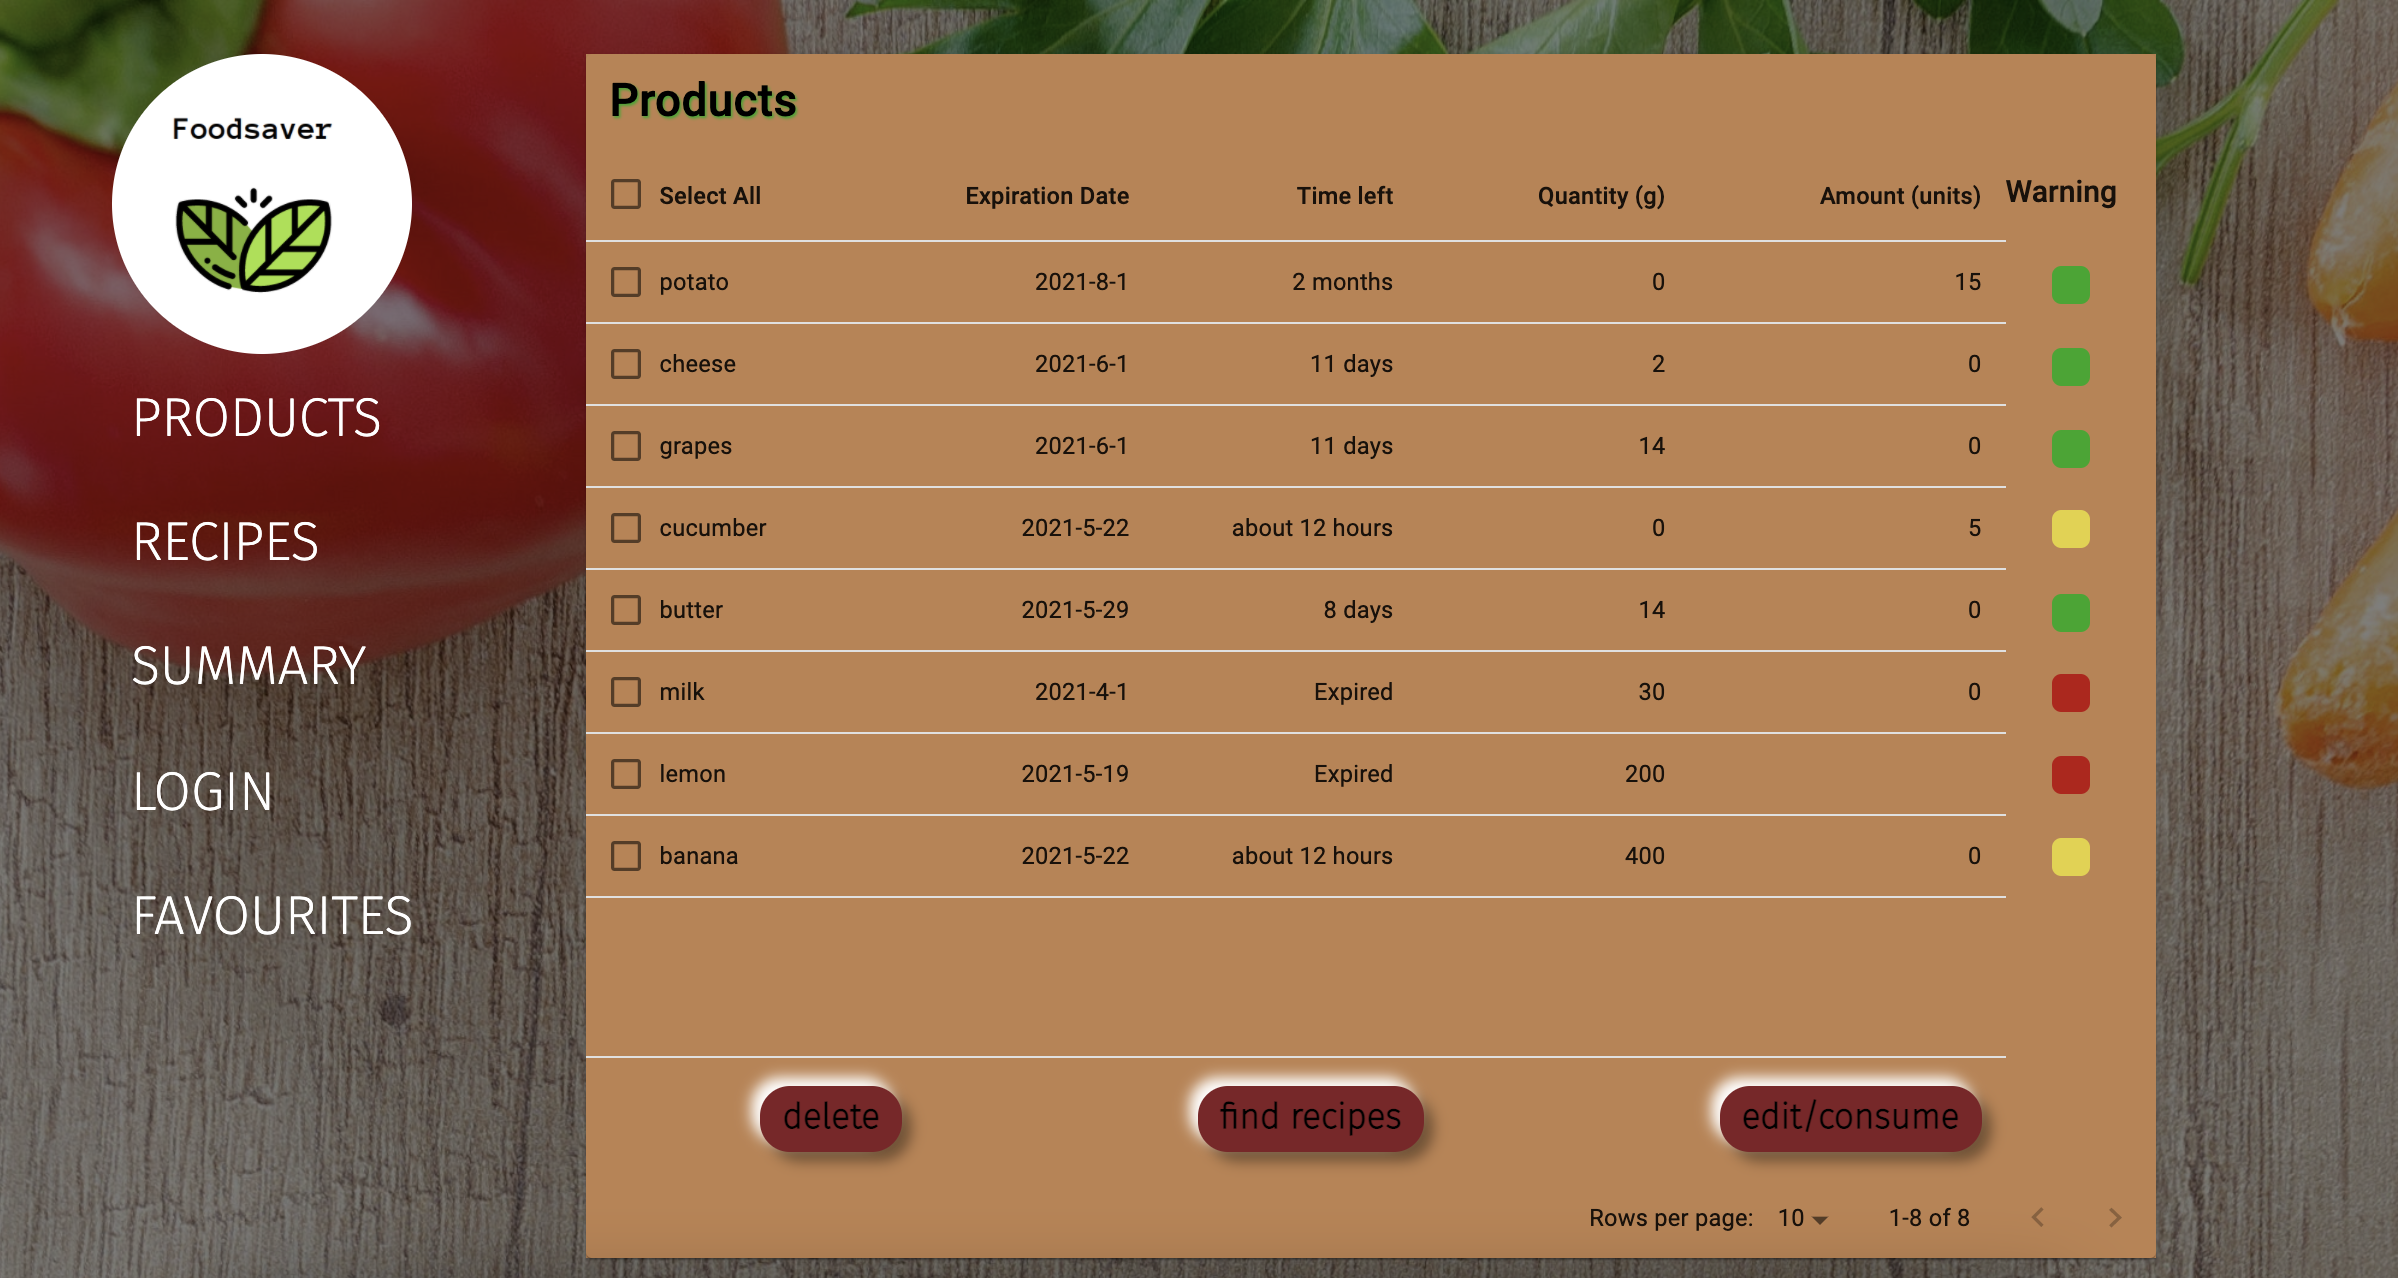 Foodsaver
PRODUCTS
RECIPES
SUMMARY
LOGIN
FAVOURITES
Products
Select All Expiration Date Time left Quantity (g) Amount (units) Warning
potato 2021-8-1 2 months 0 15
cheese 2021-6-1 11 days 2 0
grapes 2021-6-1 11 days 14 0
cucumber 2021-5-22 about 12 hours 0 5
butter 2021-5-29 8 days 14 0
milk 2021-4-1 Expired 30 0
lemon 2021-5-19 Expired 200
banana 2021-5-22 about 12 hours 400 0
delete find recipes edit/consume
Rows per page: 10 1-8 of 8